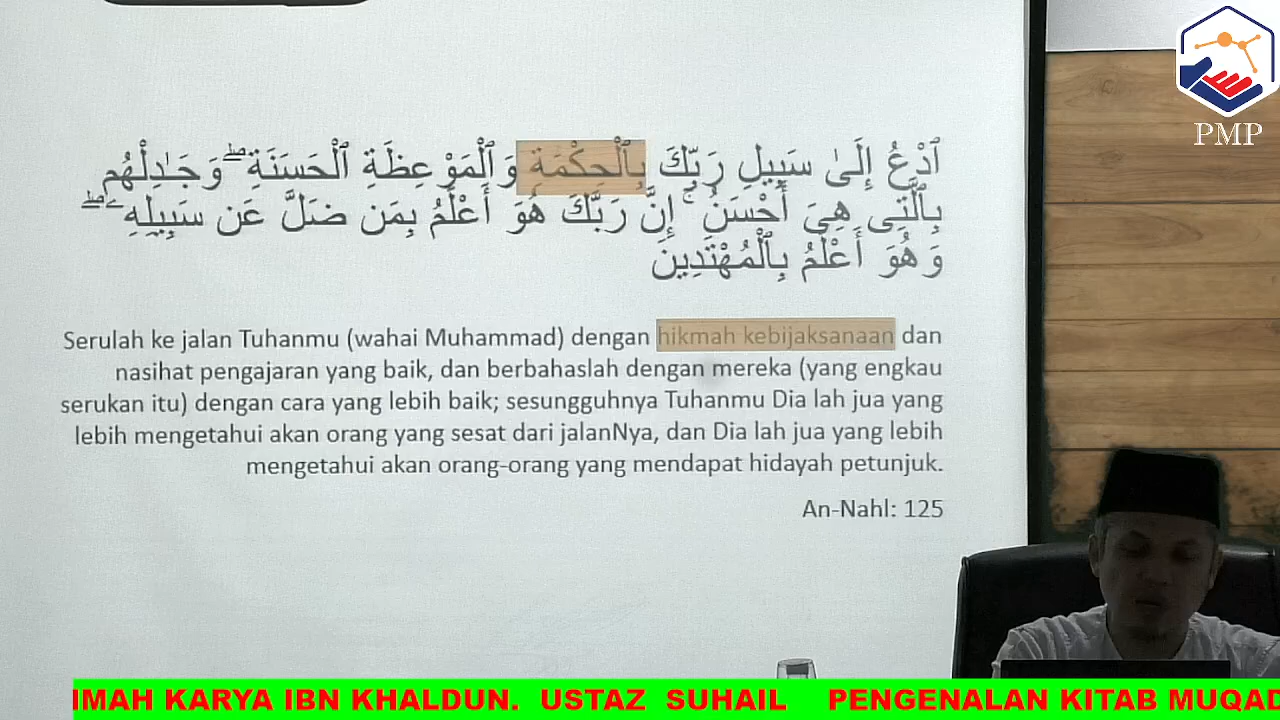 ٱدْعُ إِلَىٰ سَبِيلِ رَبِّكَ بِٱلْحِكْمَةِ وَٱلْمَوْعِظَةِ ٱلْحَسَنَةِ ۖ وَجَـٰدِلْهُم
بِٱلَّتِى هِىَ أَحْسَنُ ۚ إِنَّ رَبَّكَ هُوَ أَعْلَمُ بِمَن ضَلَّ عَن سَبِيلِهِۦ ۖ
وَهُوَ أَعْلَمُ بِٱلْمُهْتَدِينَ
Serulah ke jalan Tuhanmu (wahai Muhammad) dengan hikmah kebijaksanaan dan
nasihat pengajaran yang baik, dan berbahaslah dengan mereka (yang engkau
serukan itu) dengan cara yang lebih baik; sesungguhnya Tuhanmu Dia lah jua yang
lebih mengetahui akan orang yang sesat dari jalanNya, dan Dia lah jua yang lebih
mengetahui akan orang-orang yang mendapat hidayah petunjuk.
An-Nahl: 125
PMP
IMAH KARYA IBN KHALDUN. USTAZ SUHAIL PENGENALAN KITAB MUQAD